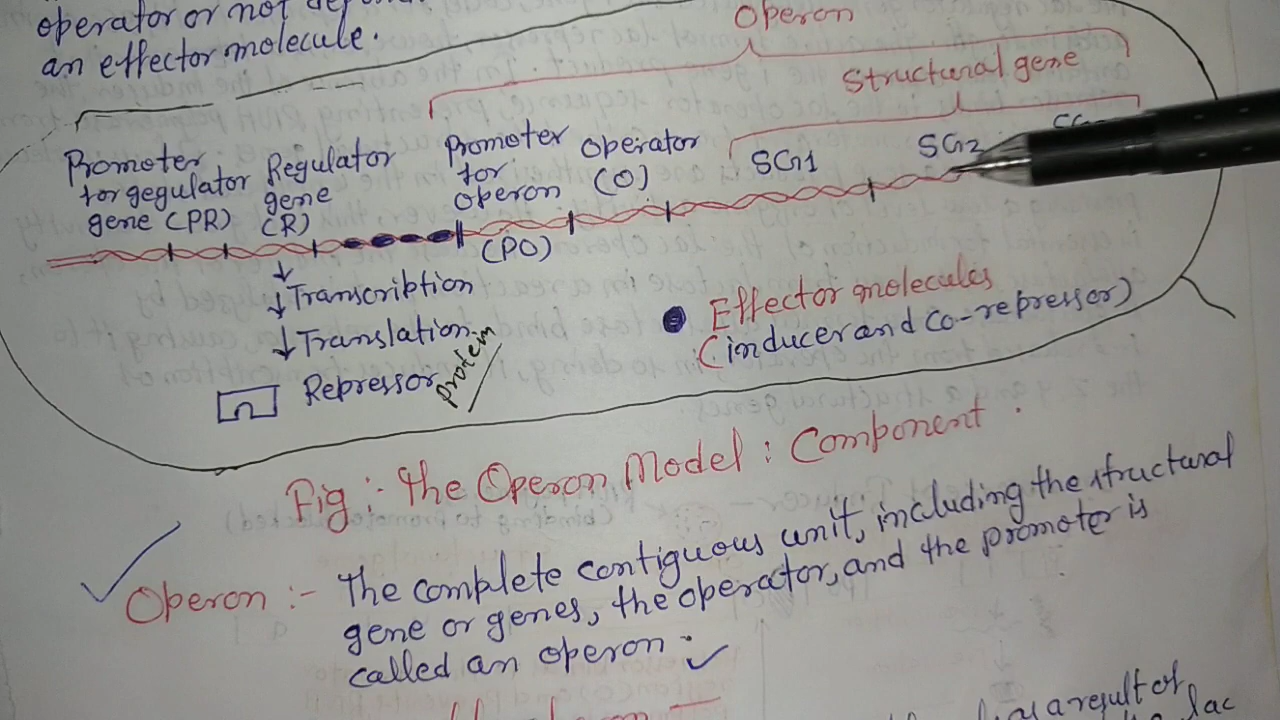 operator or not
an effector molecule.
Operon
Structural gene
Promoter
for gegulator
gene (PR)
Regulator
gene
(R)
Promoter
for
operon
(PO)
Operator
(O)
SG1
SG2
Transcription
Translation
Repressor
protein
Effector molecules
(inducer and Co-repressor)
Fig :- The Operon Model : Component
Operon :- The complete contiguous unit, including the structural
gene or genes, the operator, and the promoter is
called an operon
a result of
lac